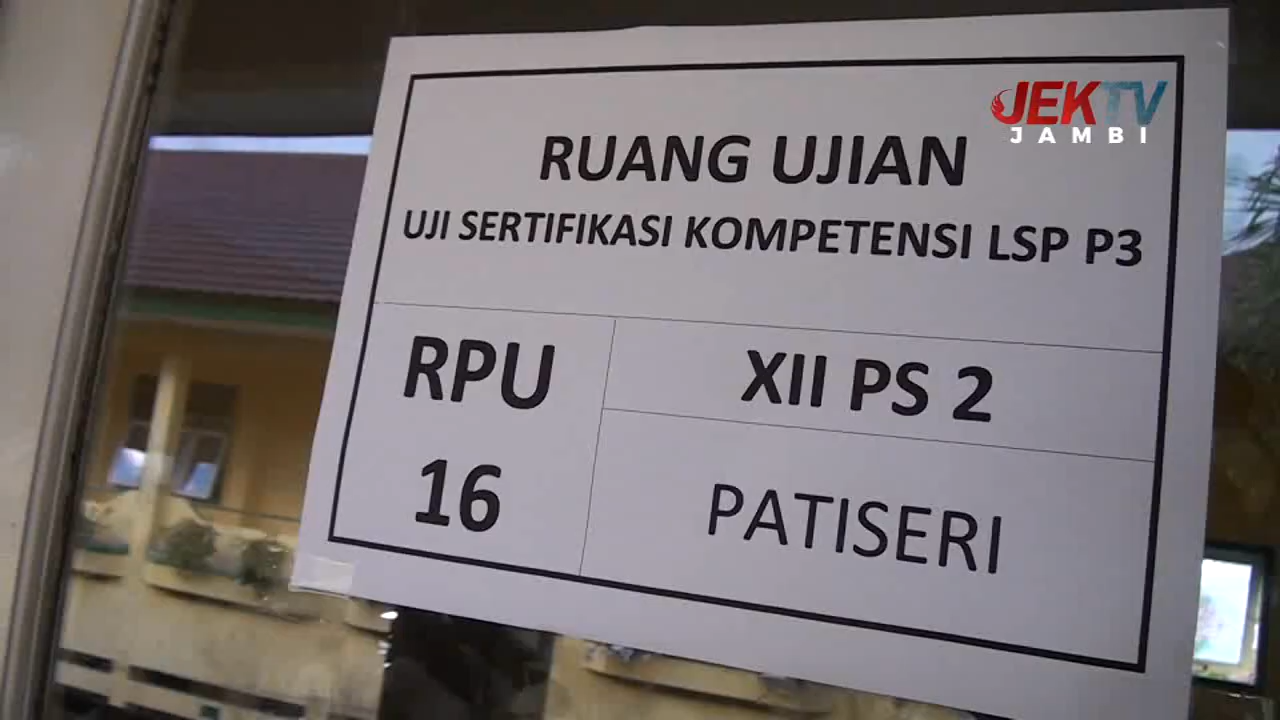 JEKTV
JAMBI
RUANG UJIAN
UJI SERTIFIKASI KOMPETENSI LSP P3
RPU
16
XII PS 2
PATISERI